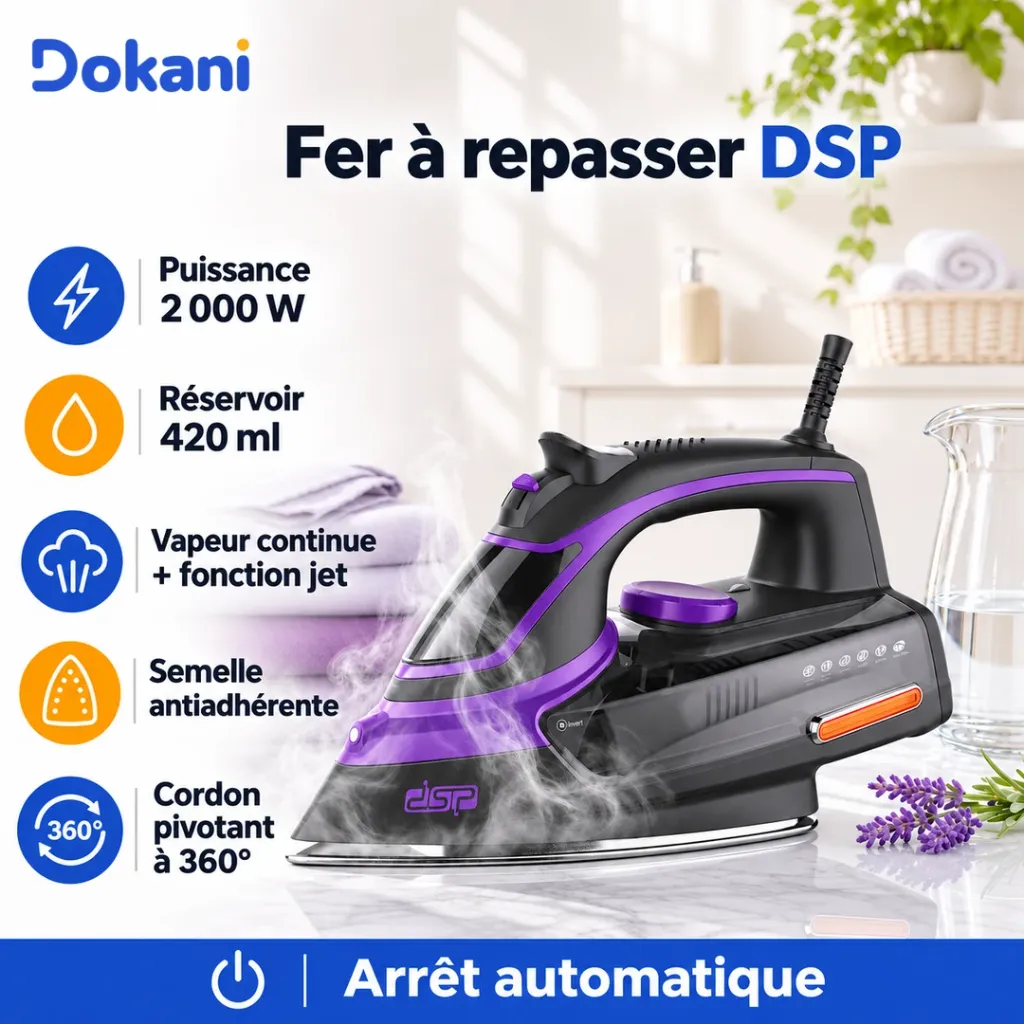 Dokani
Fer à repasser DSP
Puissance
2 000 W
Réservoir
420 ml
Vapeur continue
+ fonction jet
Semelle
antiadhérente
360°
Cordon
pivotant
à 360°
dsp
Arrêt automatique